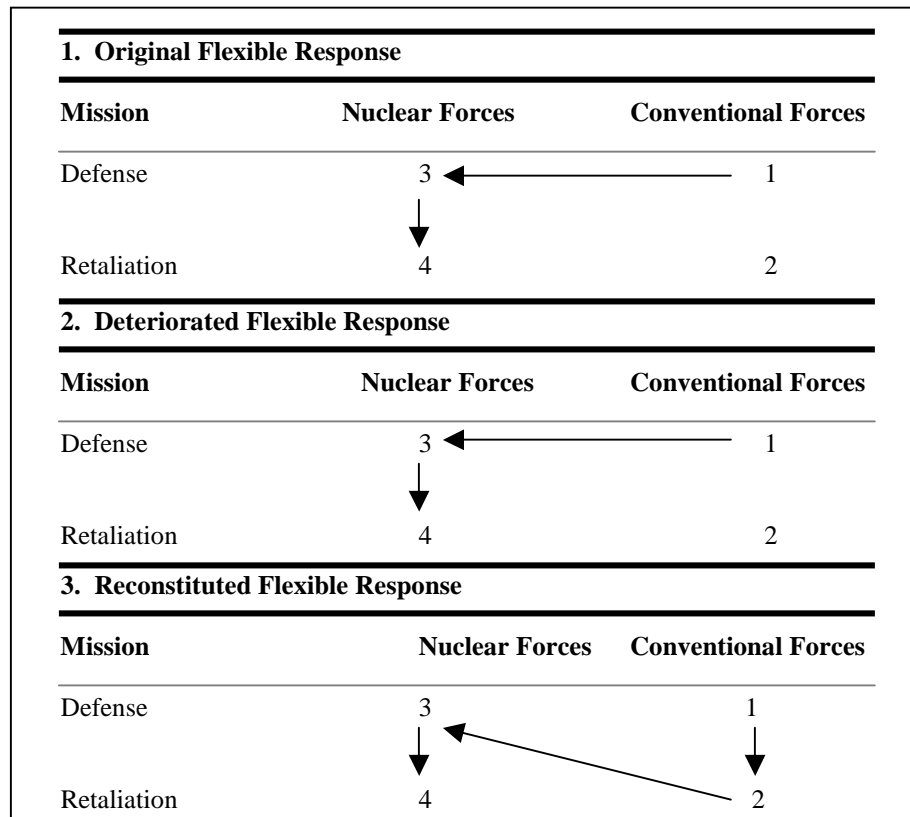 1. Original Flexible Response
Mission Nuclear Forces Conventional Forces
Defense 3 1
Retaliation 4 2
2. Deteriorated Flexible Response
Mission Nuclear Forces Conventional Forces
Defense 3 1
Retaliation 4 2
3. Reconstituted Flexible Response
Mission Nuclear Forces Conventional Forces
Defense 3 1
Retaliation 4 2